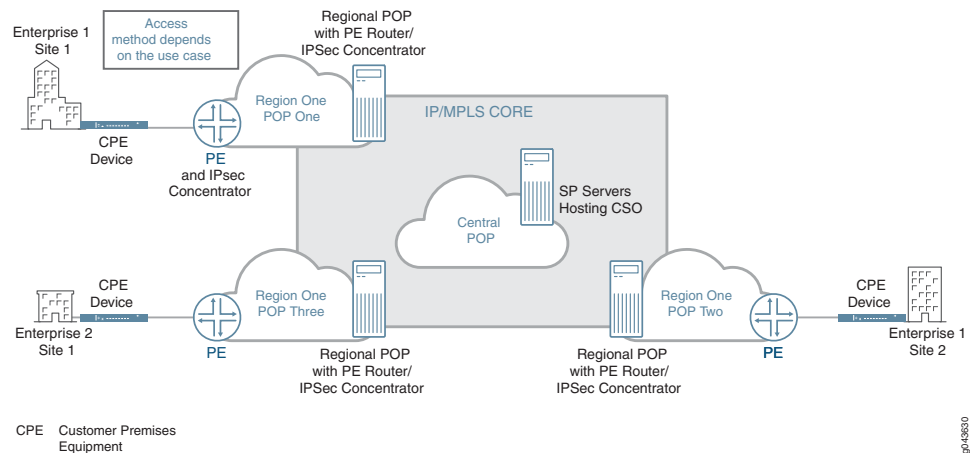 Enterprise 1
Site 1
Access
method depends
on the use case
Regional POP
with PE Router/
IPSec Concentrator
Region One
POP One
IP/MPLS CORE
CPE
Device
PE
and IPsec
Concentrator
SP Servers
Hosting CSO
Central
POP
CPE
Device
Region One
POP Three
Region One
POP Two
CPE
Device
Enterprise 2
Site 1
PE
Regional POP
with PE Router/
IPSec Concentrator
Regional POP
with PE Router/
IPSec Concentrator
PE
Enterprise 1
Site 2
CPE Customer Premises
Equipment
g043630